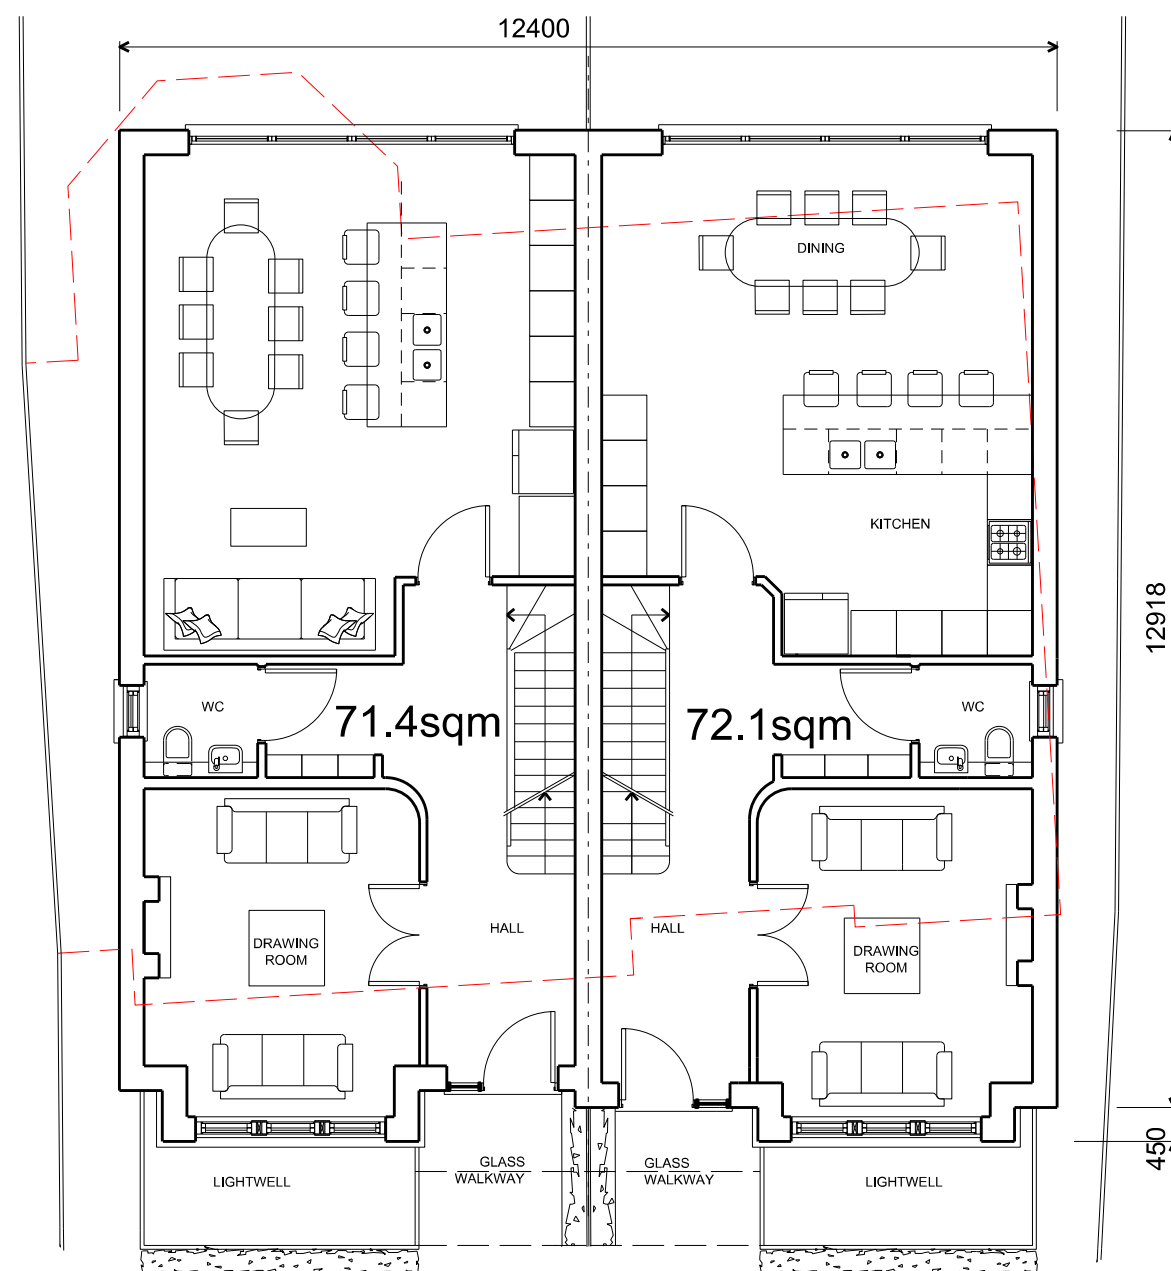 12400
DINING
KITCHEN
12918
WC
WC
71.4sqm
72.1sqm
HALL
HALL
DRAWING
ROOM
DRAWING
ROOM
GLASS
WALKWAY
GLASS
WALKWAY
LIGHTWELL
LIGHTWELL
450